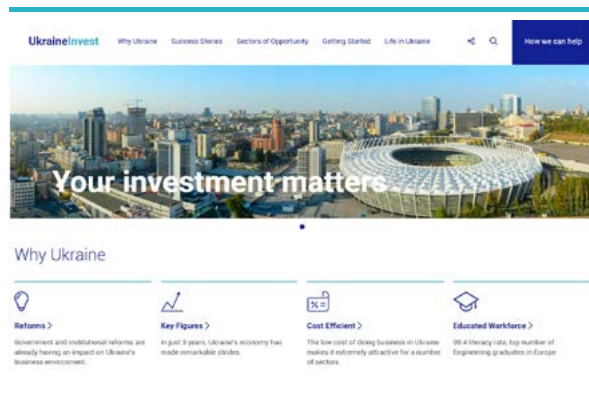 UkraineInvest
Why Ukraine
Success Stories
Sectors of Opportunity
Getting Started
Life in Ukraine
How we can help
Your investment matters
Why Ukraine
Reforms >
Government and institutional reforms are
already having an impact on Ukraine's
business environment.
Key Figures >
In just 3 years, Ukraine's economy has
made remarkable strides.
Cost Efficient >
The low cost of doing business in Ukraine
makes it extremely attractive for a number
of sectors.
Educated Workforce >
99.4 literacy rate, top number of
Engineering graduates in Europe